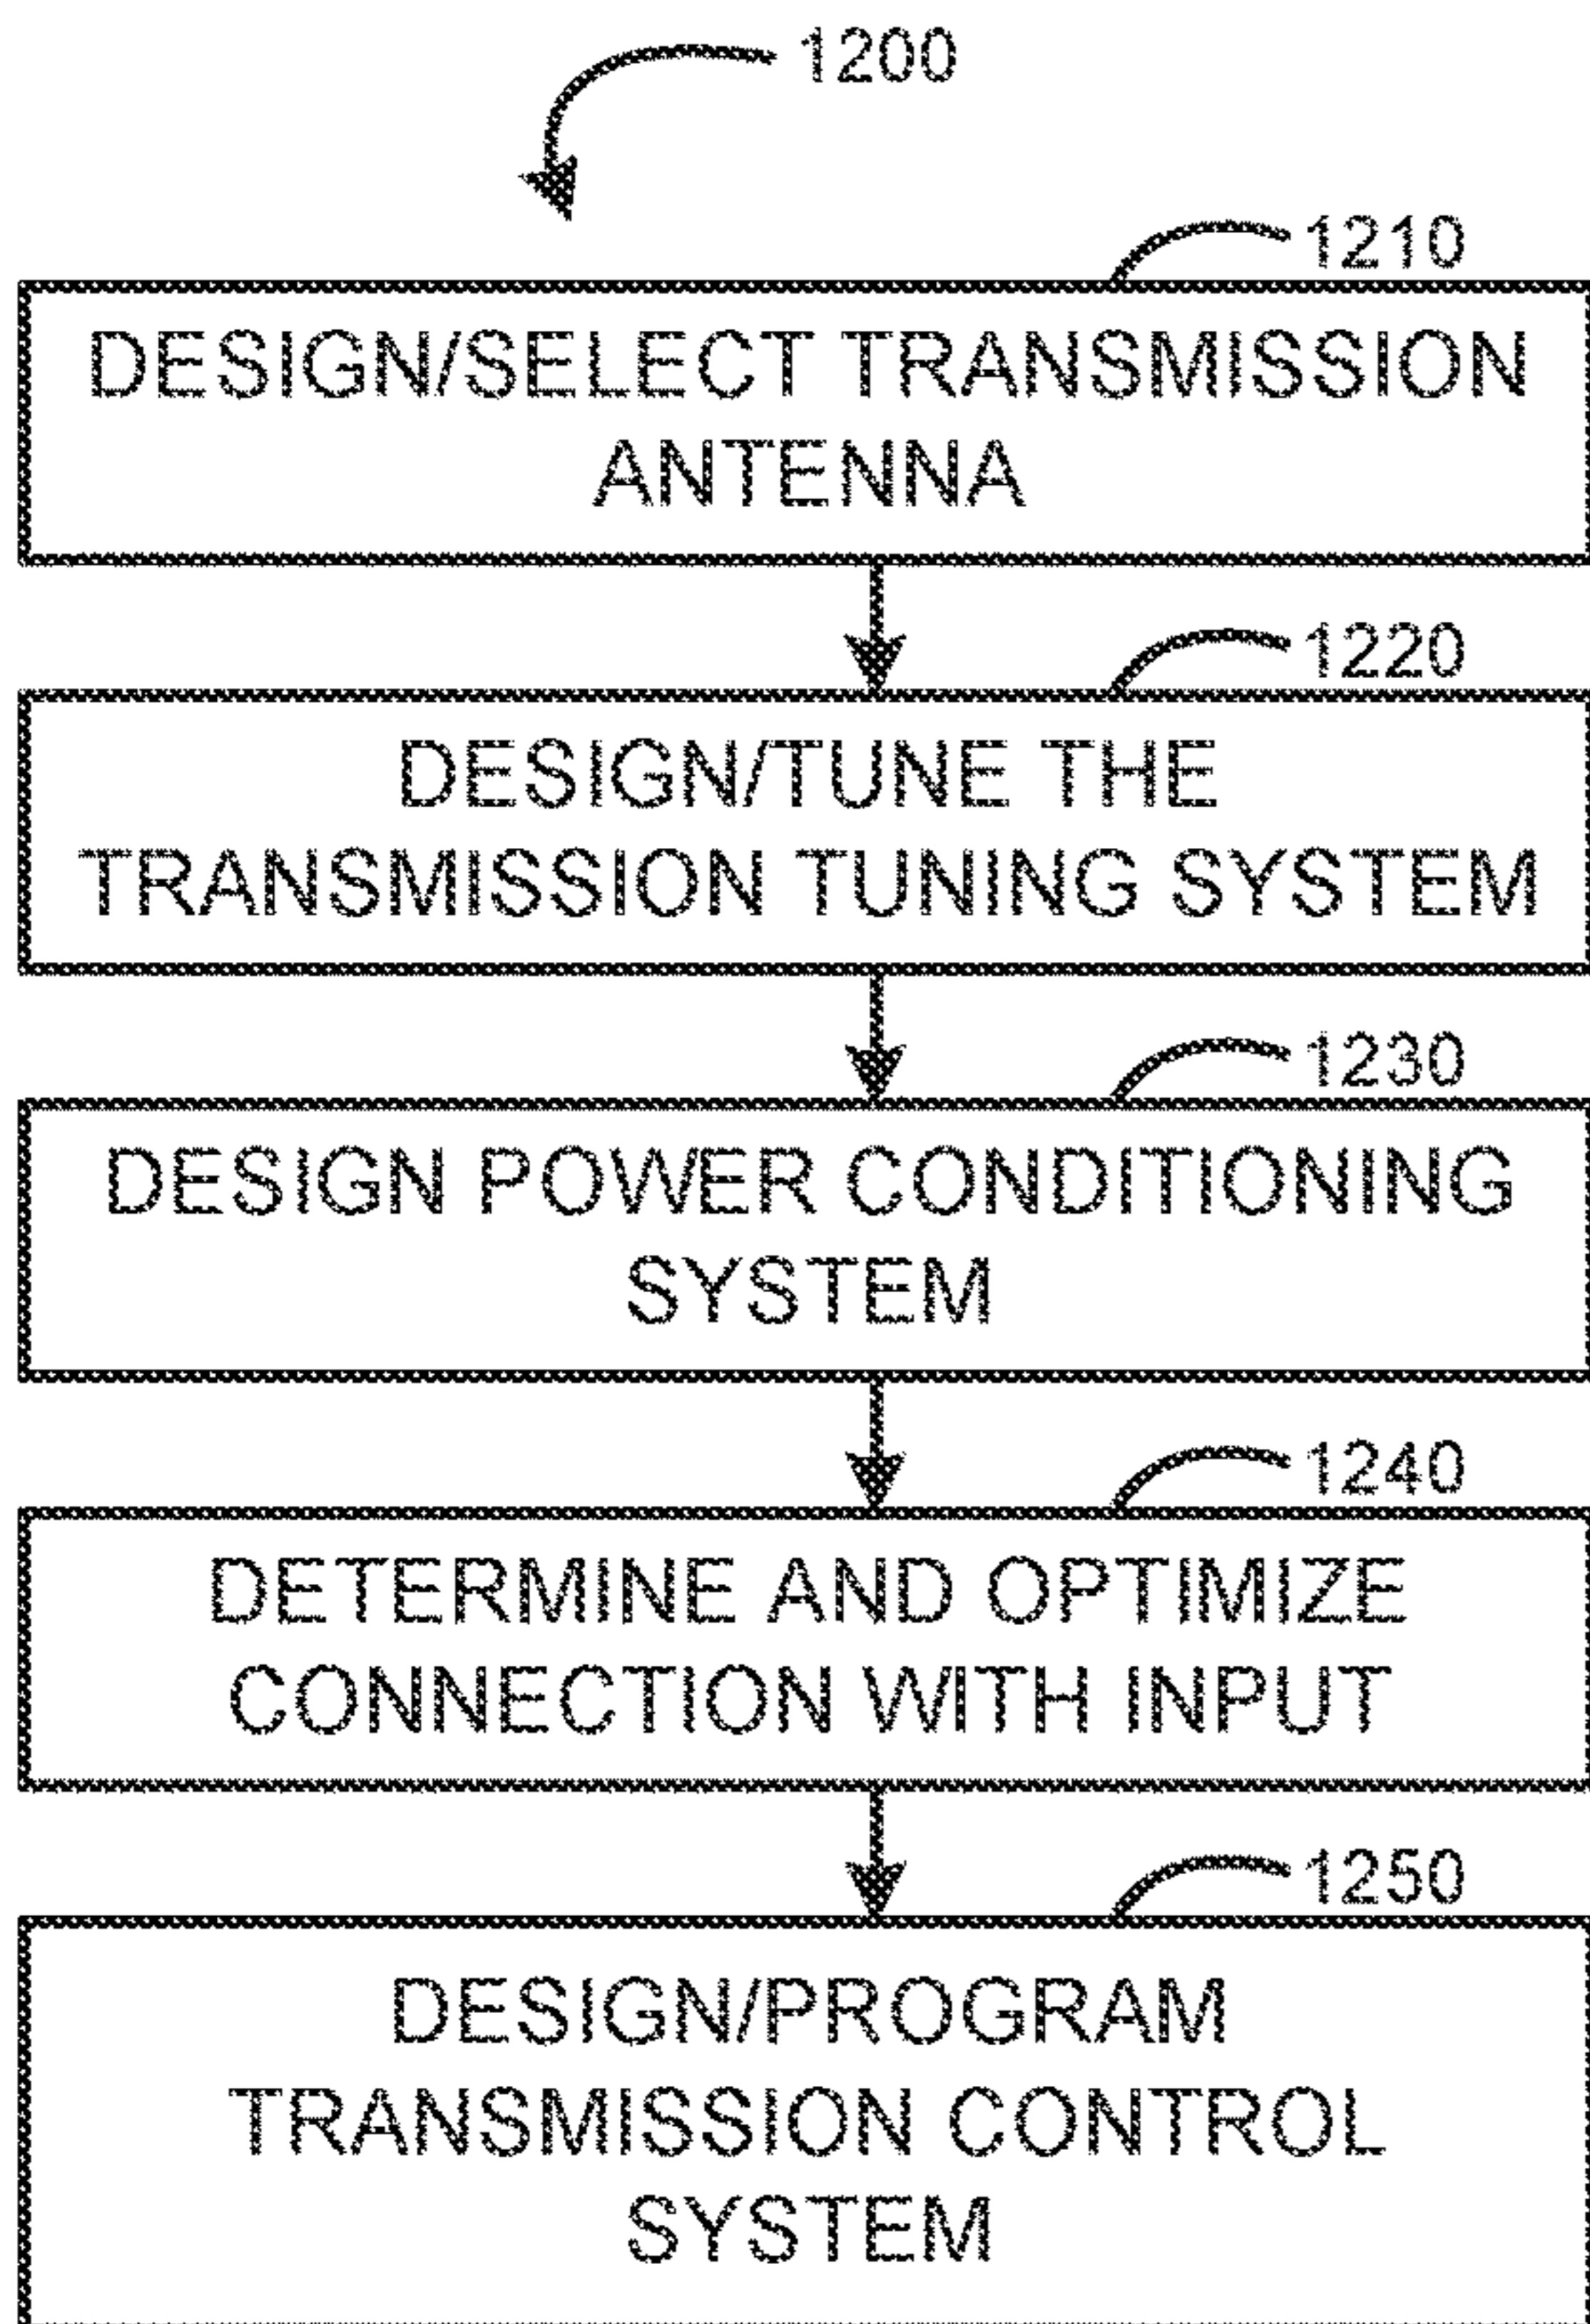 1200
1210
DESIGN/SELECT TRANSMISSION
ANTENNA
1220
DESIGN/TUNE THE
TRANSMISSION TUNING SYSTEM
1230
DESIGN POWER CONDITIONING
SYSTEM
1240
DETERMINE AND OPTIMIZE
CONNECTION WITH INPUT
1250
DESIGN/PROGRAM
TRANSMISSION CONTROL
SYSTEM